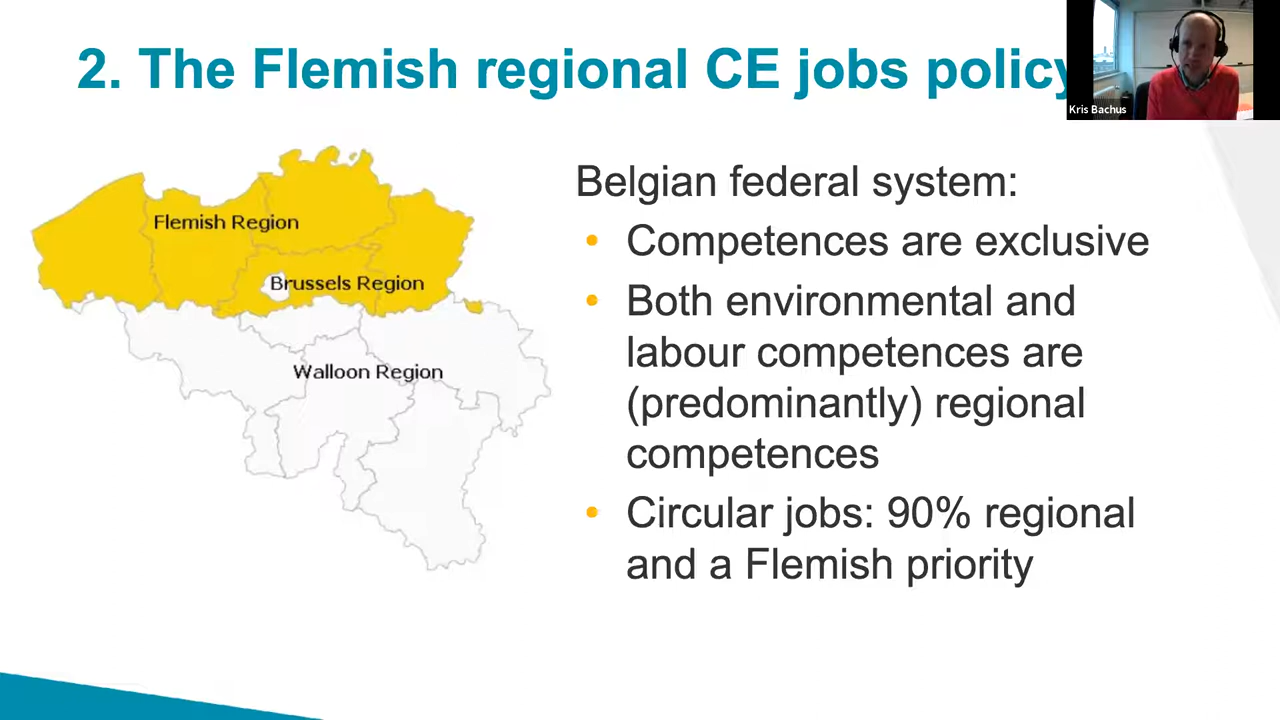 2. The Flemish regional CE jobs policy
Kris Bachus
Flemish Region
Brussels Region
Walloon Region
Belgian federal system:
• Competences are exclusive
• Both environmental and
labour competences are
(predominantly) regional
competences
• Circular jobs: 90% regional
and a Flemish priority